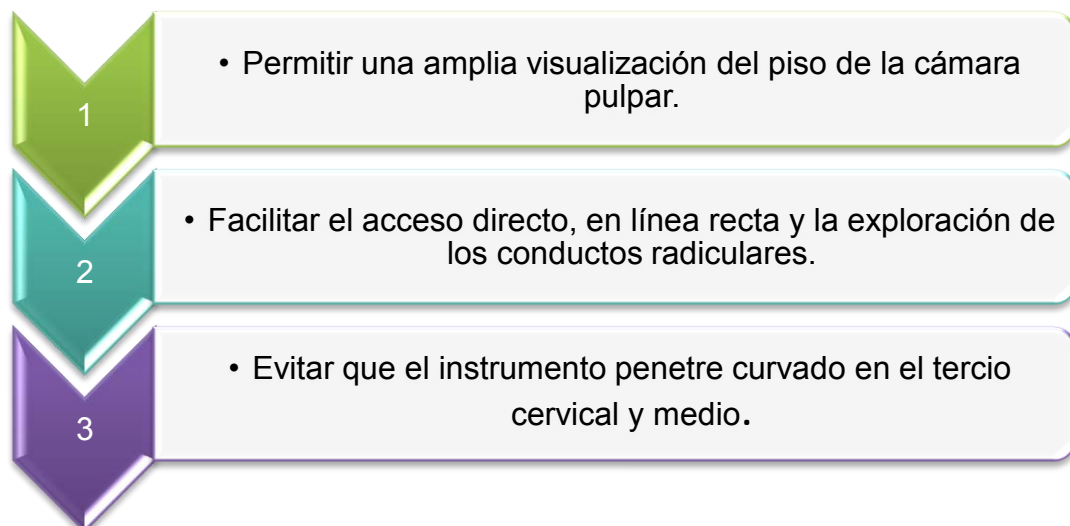 1
• Permitir una amplia visualización del piso de la cámara
pulpar.
2
• Facilitar el acceso directo, en línea recta y la exploración de
los conductos radiculares.
3
• Evitar que el instrumento penetre curvado en el tercio
cervical y medio.